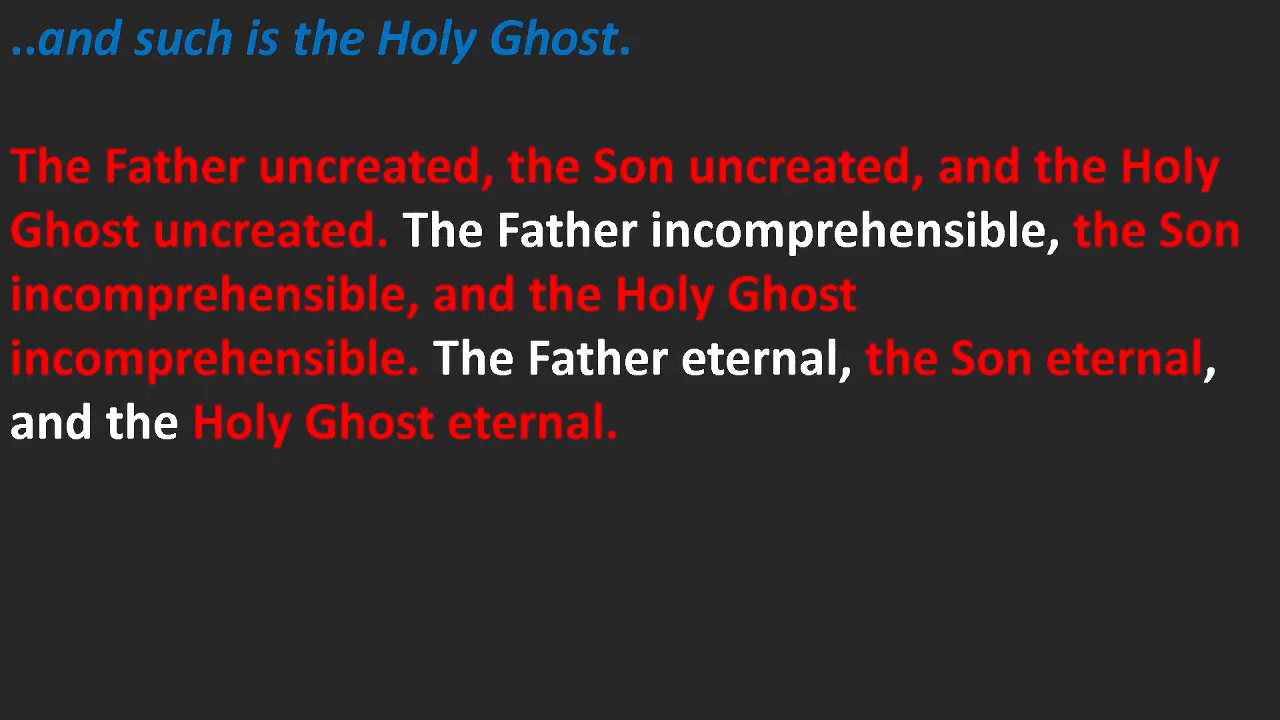 ..and such is the Holy Ghost.
The Father uncreated, the Son uncreated, and the Holy
Ghost uncreated. The Father incomprehensible, the Son
incomprehensible, and the Holy Ghost
incomprehensible. The Father eternal, the Son eternal,
and the Holy Ghost eternal.